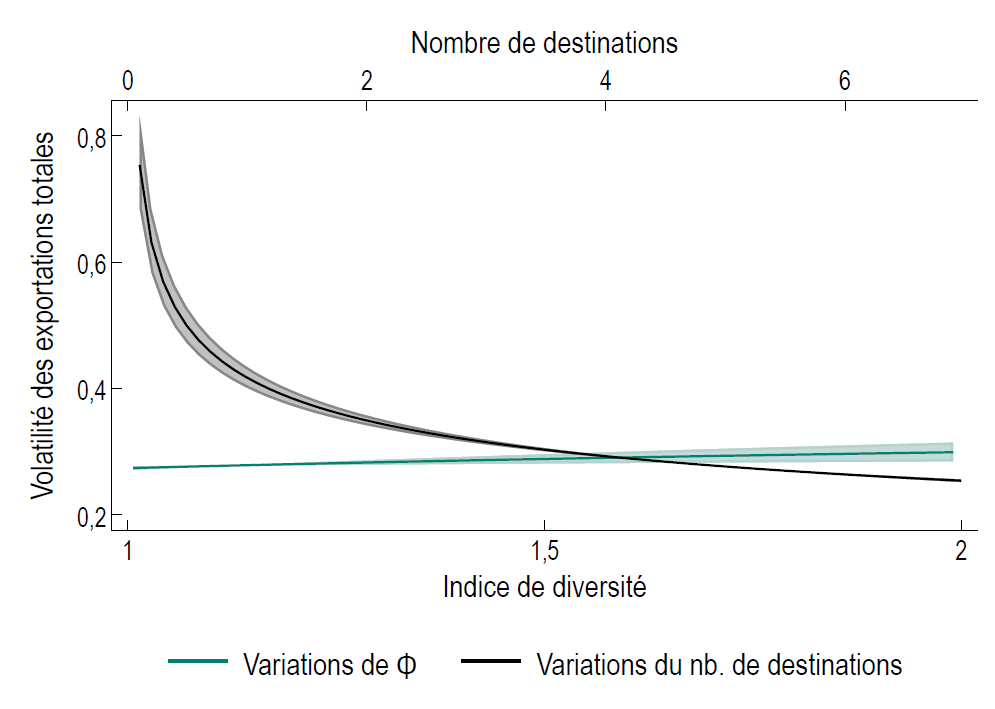 Nombre de destinations
0 2 4 6
Volatilité des exportations totales
0,8
0,6
0,4
0,2
1 1,5 2
Indice de diversité
Variations de Φ Variations du nb. de destinations